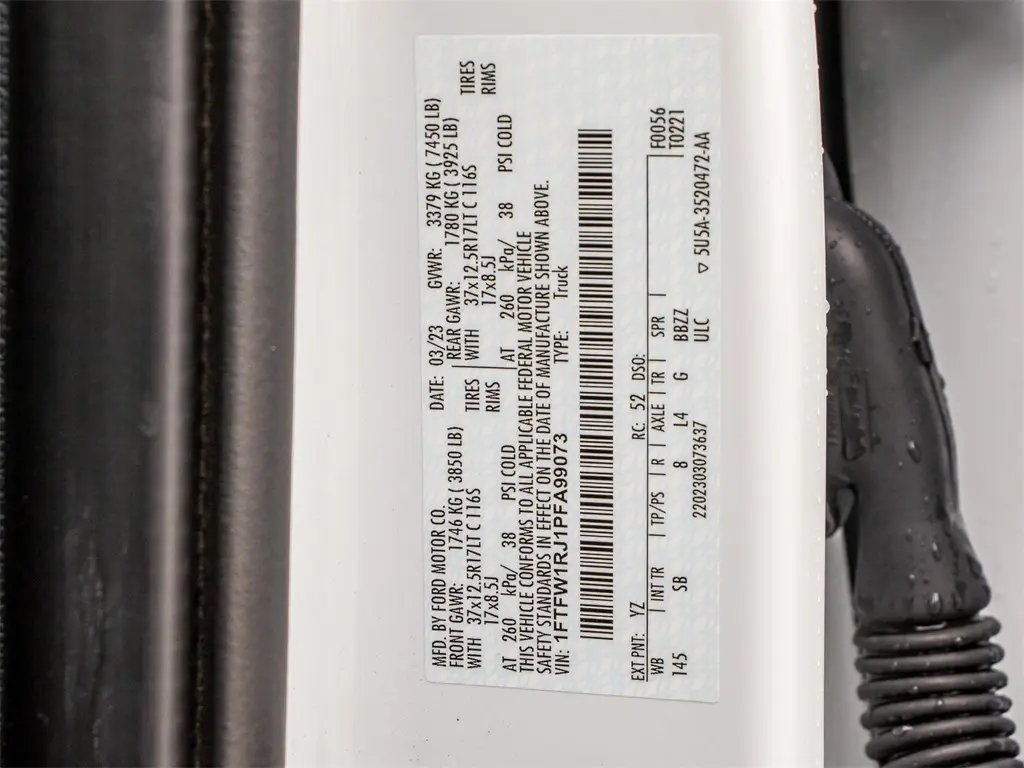 MFD. BY FORD MOTOR CO. DATE: 03/23 GVWR: 3379 KG ( 7450 LB)
FRONT GAWR: 1746 KG ( 3850 LB) REAR GAWR: 1780 KG ( 3925 LB)
WITH 37x12.5R17LT C 116S TIRES WITH 37x12.5R17LT C 116S TIRES
17x8.5J RIMS 17x8.5J RIMS
AT 260 kPa/ 38 PSI COLD AT 260 kPa/ 38 PSI COLD
THIS VEHICLE CONFORMS TO ALL APPLICABLE FEDERAL MOTOR VEHICLE
SAFETY STANDARDS IN EFFECT ON THE DATE OF MANUFACTURE SHOWN ABOVE.
VIN: 1FTFW1RJ1PFA99073 TYPE: Truck
EXT PNT: YZ RC: 52 DSO: F0056
WB INT TR TP/PS R AXLE TR SPR T0221
145 SB 8 L4 G BBZZ
2202303073637 ULC ▽ 5U5A-3520472-AA